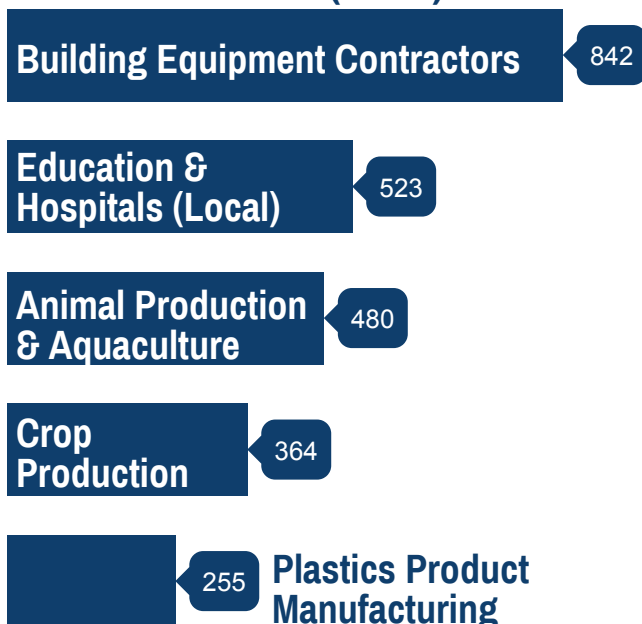 Building Equipment Contractors
842
Education &
Hospitals (Local)
523
Animal Production
& Aquaculture
480
Crop
Production
364
255
Plastics Product
Manufacturing